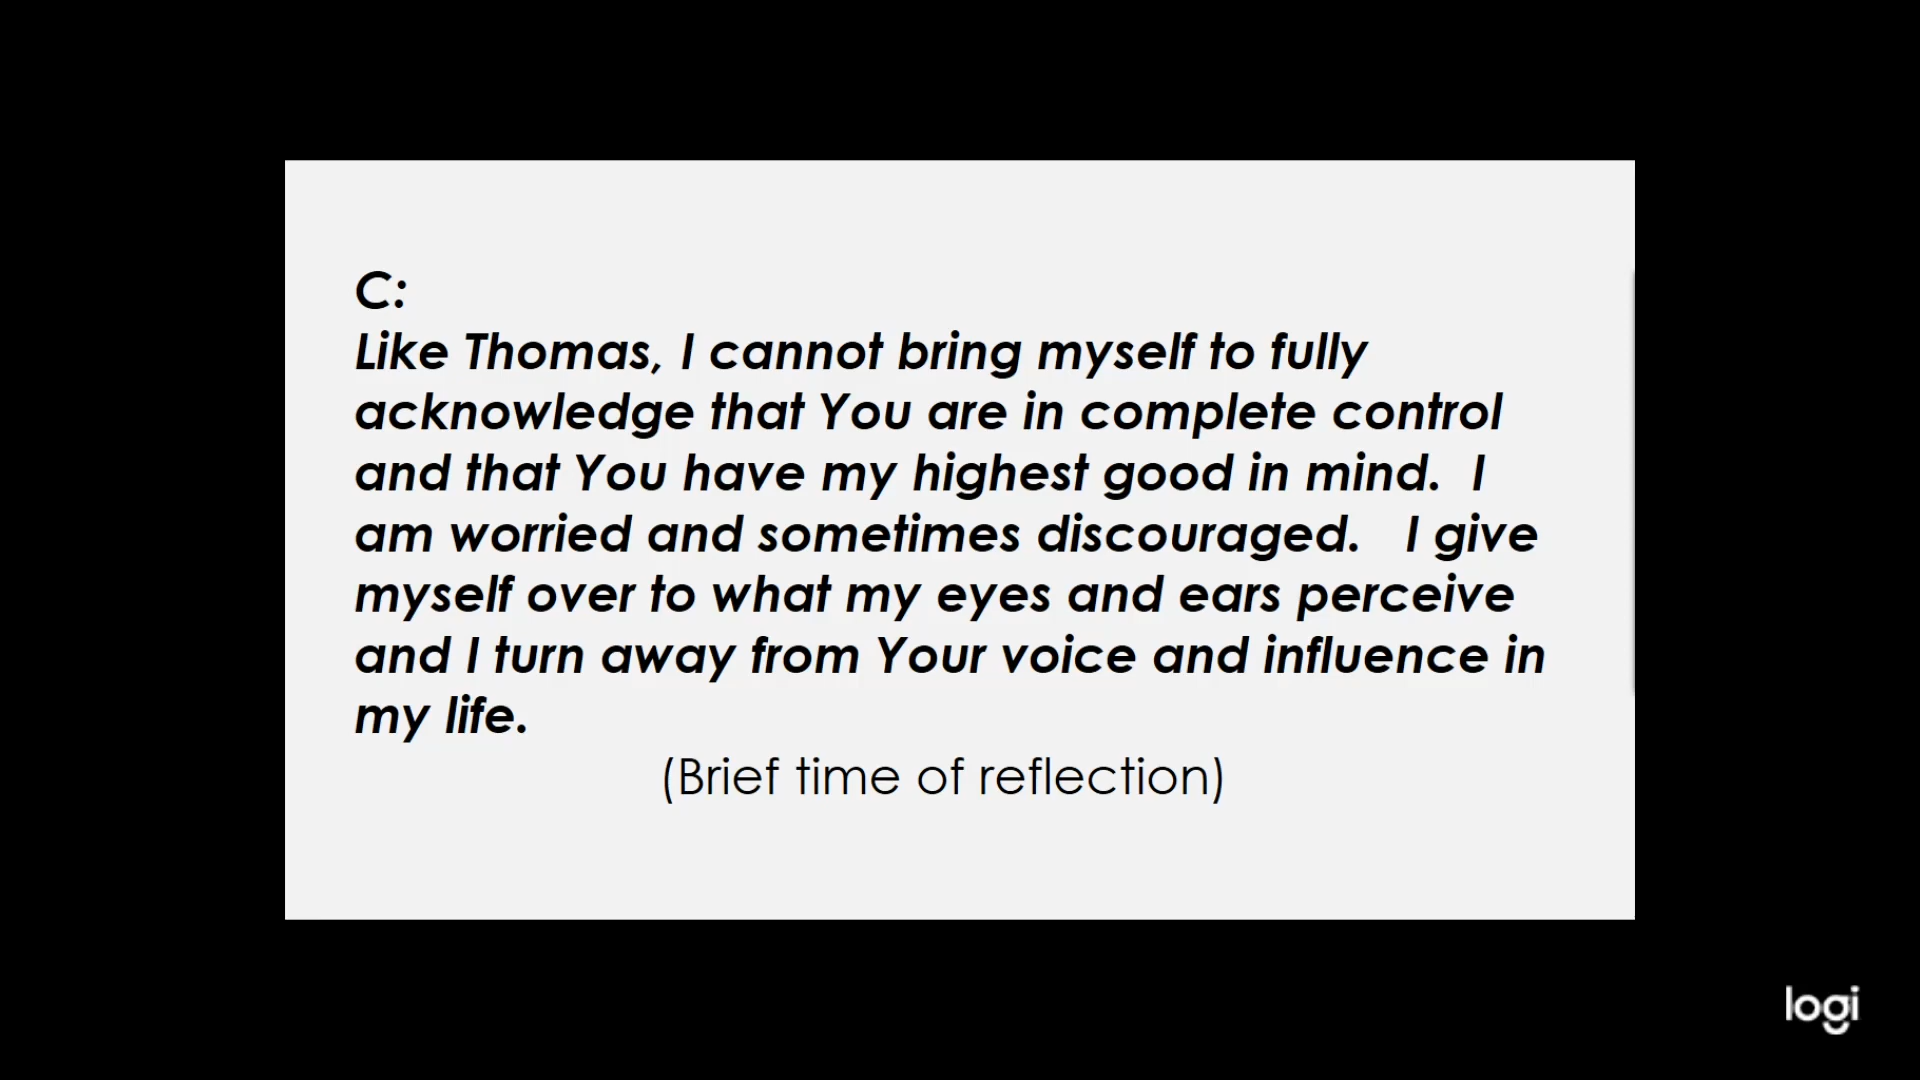 C:
Like Thomas, I cannot bring myself to fully
acknowledge that You are in complete control
and that You have my highest good in mind.  I
am worried and sometimes discouraged.   I give
myself over to what my eyes and ears perceive
and I turn away from Your voice and influence in
my life.
(Brief time of reflection)
logi